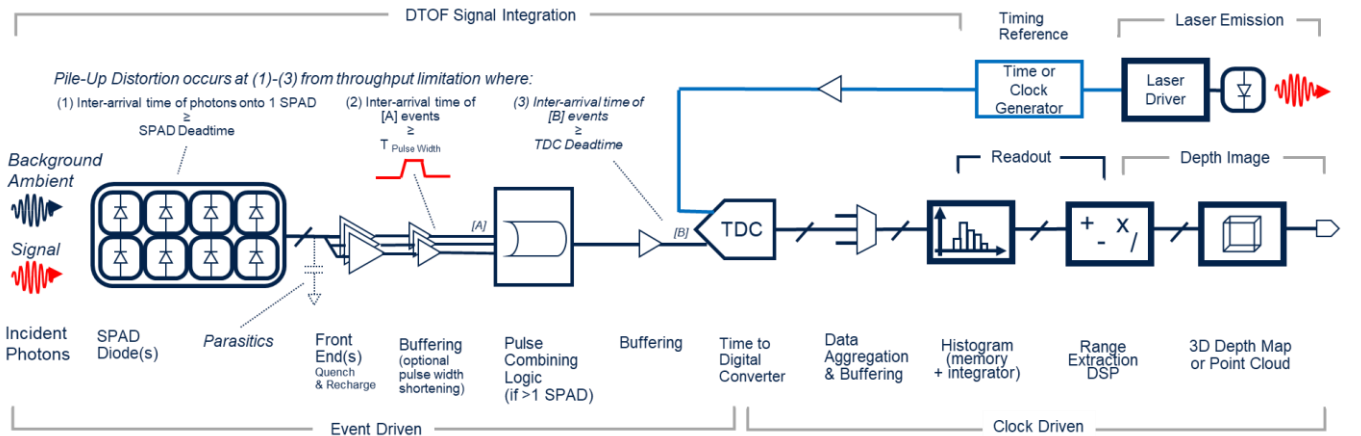 DTOF Signal Integration
Timing
Reference
Laser Emission
Pile-Up Distortion occurs at (1)-(3) from throughput limitation where:
(1) Inter-arrival time of photons onto 1 SPAD
≥
SPAD Deadtime
(2) Inter-arrival time of
[A] events
≥
T Pulse Width
(3) Inter-arrival time of
[B] events
≥
TDC Deadtime
Time or
Clock
Generator
Laser
Driver
Background
Ambient
Signal
Readout
Depth Image
[A]
[B]
TDC
+
-
x
/
Incident
Photons
SPAD
Diode(s)
Parasitics
Front
End(s)
Quench
& Recharge
Buffering
(optional
pulse width
shortening)
Pulse
Combining
Logic
(if >1 SPAD)
Buffering
Time to
Digital
Converter
Data
Aggregation
& Buffering
Histogram
(memory
+ integrator)
Range
Extraction
DSP
3D Depth Map
or Point Cloud
Event Driven
Clock Driven